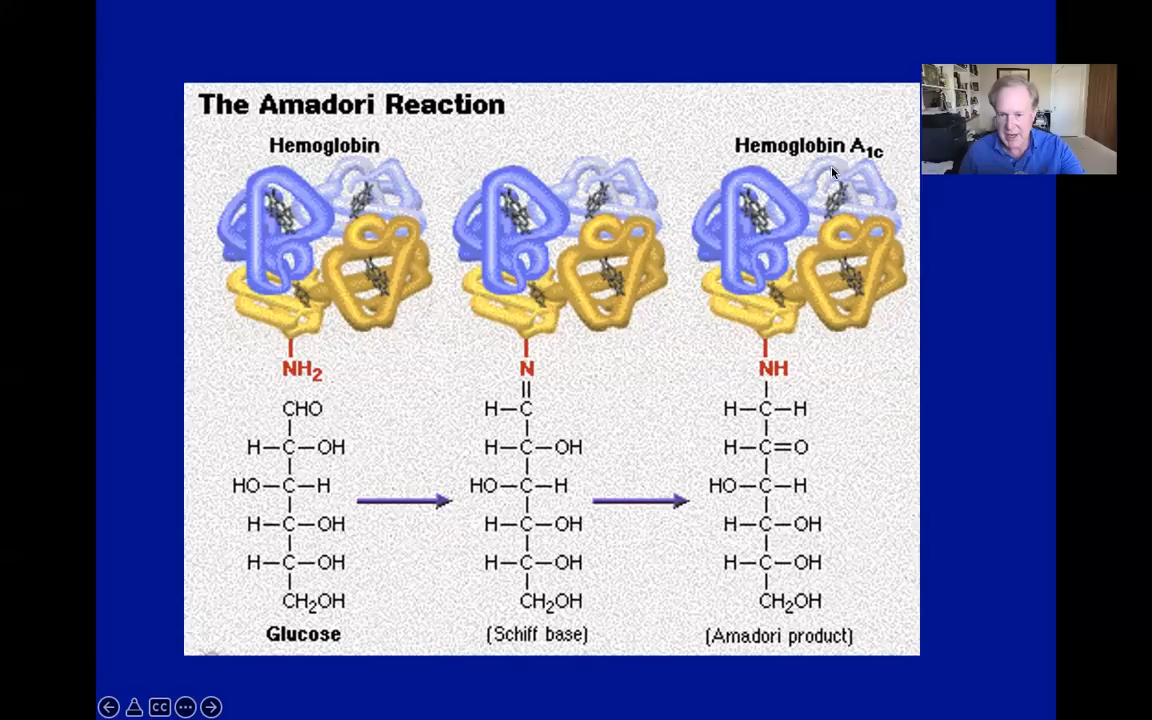 The Amadori Reaction
Hemoglobin
Hemoglobin A1c
NH2
N
NH
CHO
H-C
H-C-H
H-C-OH
H-C-OH
H-C=O
HO-C-H
HO-C-H
HO-C-H
H-C-OH
H-C-OH
H-C-OH
H-C-OH
H-C-OH
H-C-OH
CH2OH
CH2OH
CH2OH
Glucose
(Schiff base)
(Amadori product)
CC